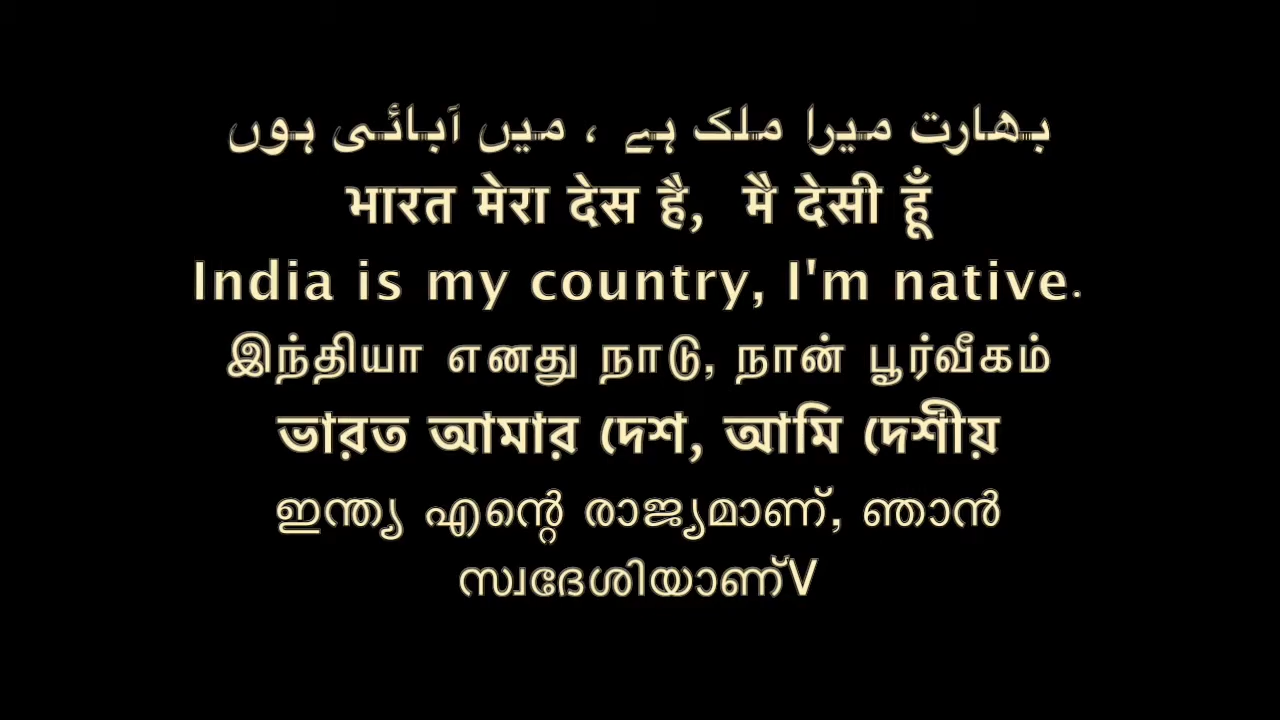 بھارت میرا ملک ہے ، میں آبائی ہوں
भारत मेरा देस है, मै देसी हूँ
India is my country, I'm native.
இந்தியா எனது நாடு, நான் பூர்வீகம்
ভারত আমার দেশ, আমি দেশীয়
ഇന്ത്യ എന്റെ രാജ്യമാണ്, ഞാൻ
സ്വദേശിയാണ്V